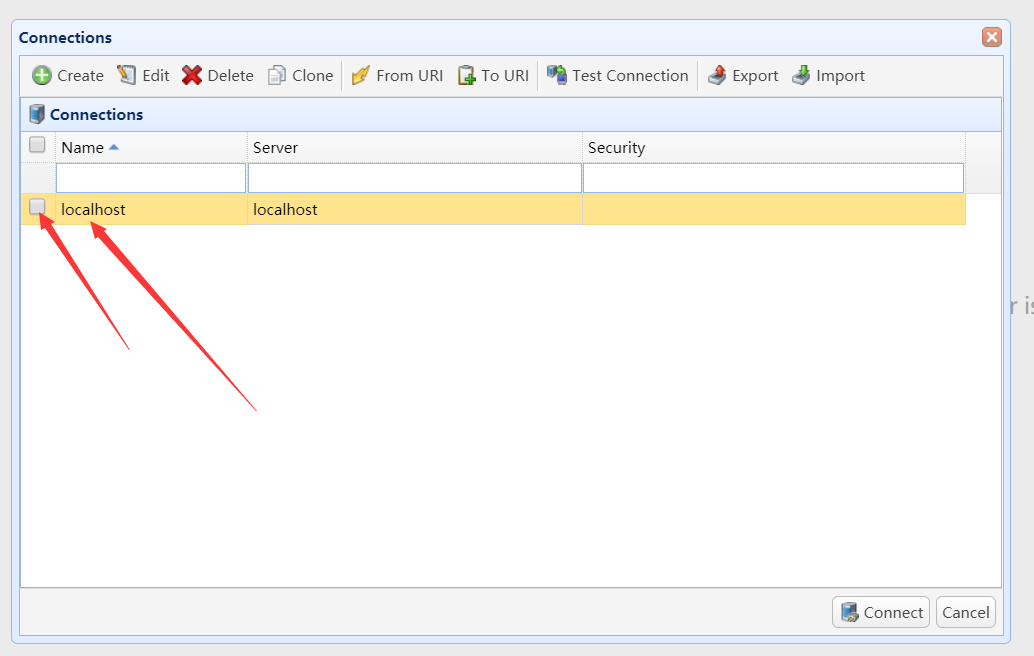 Connections
Create Edit Delete Clone From URI To URI Test Connection Export Import
Connections
Name Server Security
localhost localhost
r is
Connect Cancel